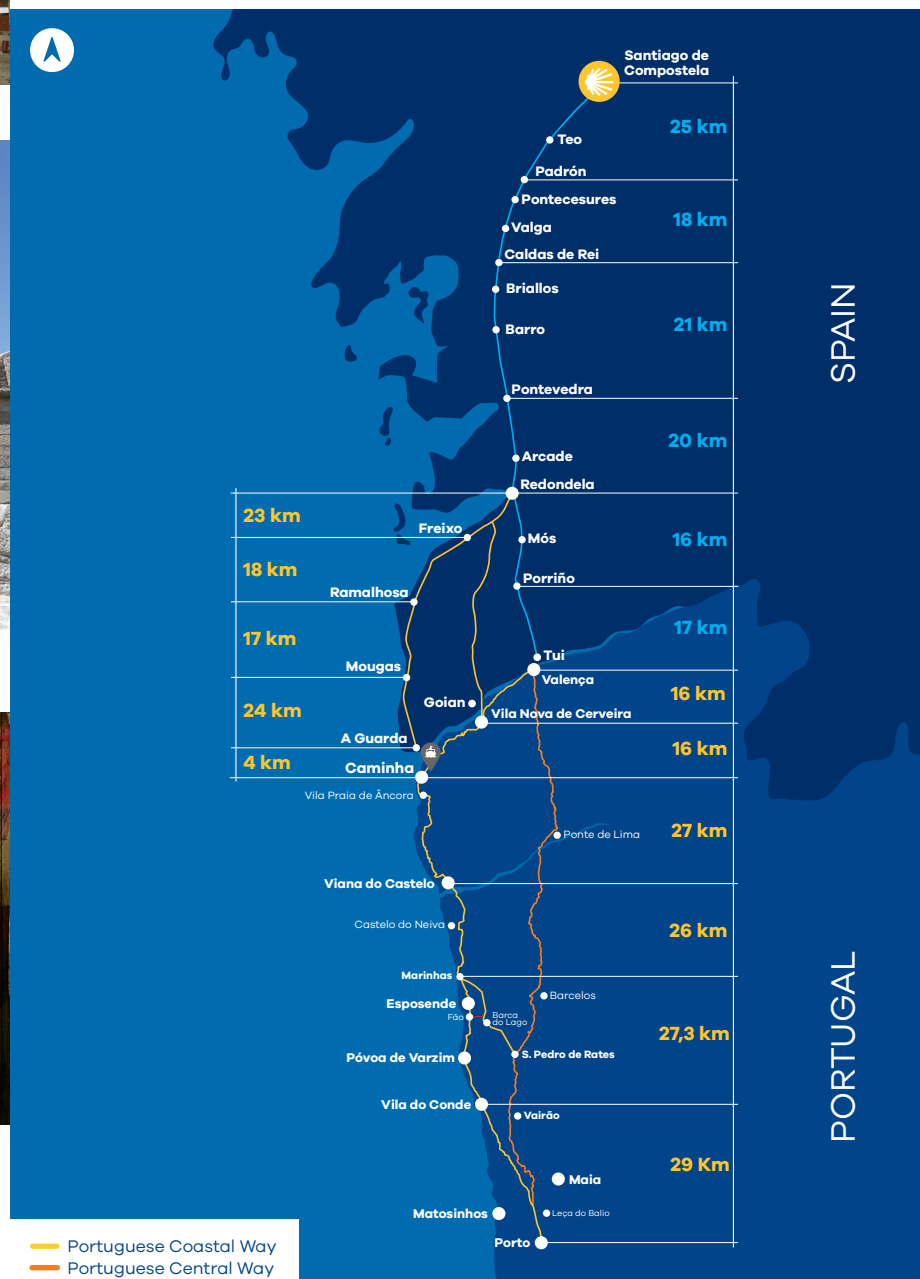 Santiago de
Compostela
25 km
Teo
Padrón
Pontecesures
18 km
Valga
Caldas de Rei
Briallos
21 km
Barro
SPAIN
Pontevedra
20 km
Arcade
Redondela
23 km
Freixo
Mós
16 km
18 km
Porriño
Ramalhosa
17 km
17 km
Tui
Mougas
Valença
16 km
24 km
Goian
Vila Nova de Cerveira
A Guarda
16 km
4 km
Caminha
Vila Praia de Âncora
27 km
Ponte de Lima
Viana do Castelo
Castelo do Neiva
26 km
Marinhas
Barcelos
Esposende
Fão
Barca
do Lago
27,3 km
PORTUGAL
S. Pedro de Rates
Póvoa de Varzim
Vila do Conde
Vairão
29 Km
Maia
Matosinhos
Leça do Balio
Porto
Portuguese Coastal Way
Portuguese Central Way